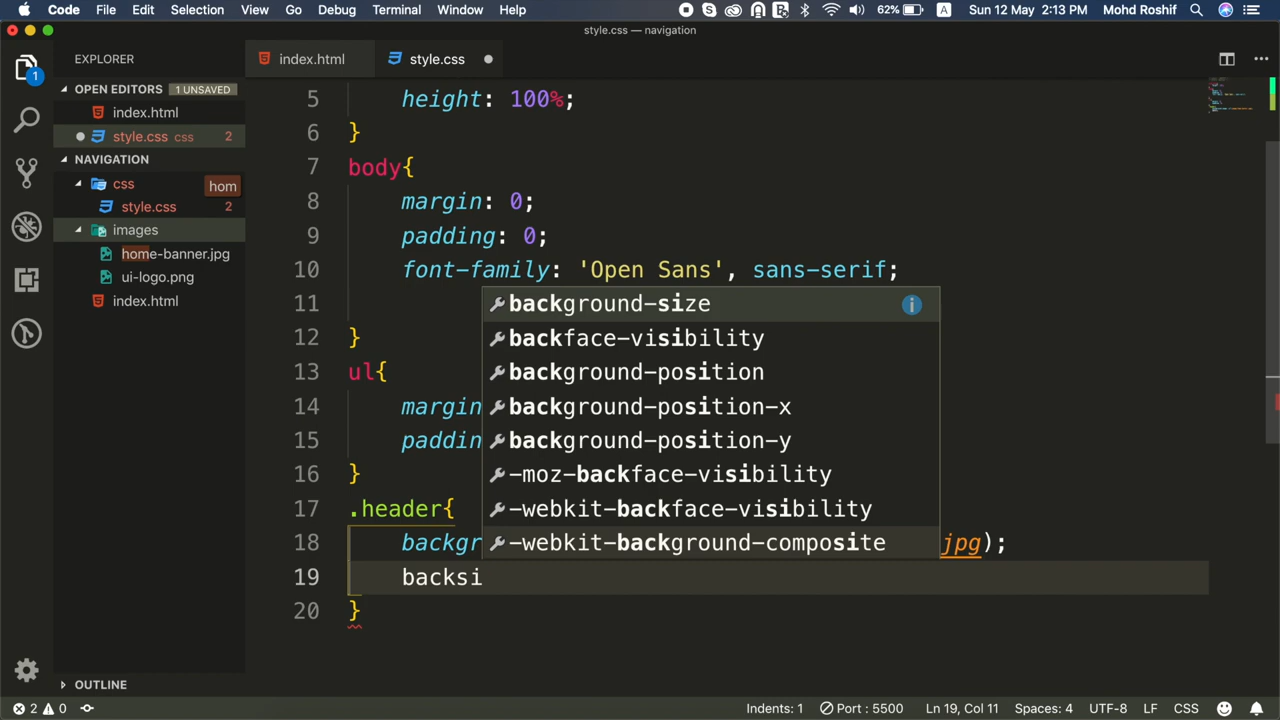 Code File Edit Selection View Go Debug Terminal Window Help 62% A Sun 12 May 2:13 PM Mohd Roshif
style.css — navigation
EXPLORER
OPEN EDITORS 1 UNSAVED
index.html
style.css css 2
NAVIGATION
css hom
style.css 2
images
home-banner.jpg
ui-logo.png
index.html
OUTLINE
1
index.html style.css
5 height: 100%;
6 }
7 body{
8 margin: 0;
9 padding: 0;
10 font-family: 'Open Sans', sans-serif;
11
12 }
13 ul{
14 margin
15 paddin
16 }
17 .header{
18 backgr jpg);
19 backsi
20 }
background-size
backface-visibility
background-position
background-position-x
background-position-y
-moz-backface-visibility
-webkit-backface-visibility
-webkit-background-composite
2 0 Indents: 1 Port : 5500 Ln 19, Col 11 Spaces: 4 UTF-8 LF CSS